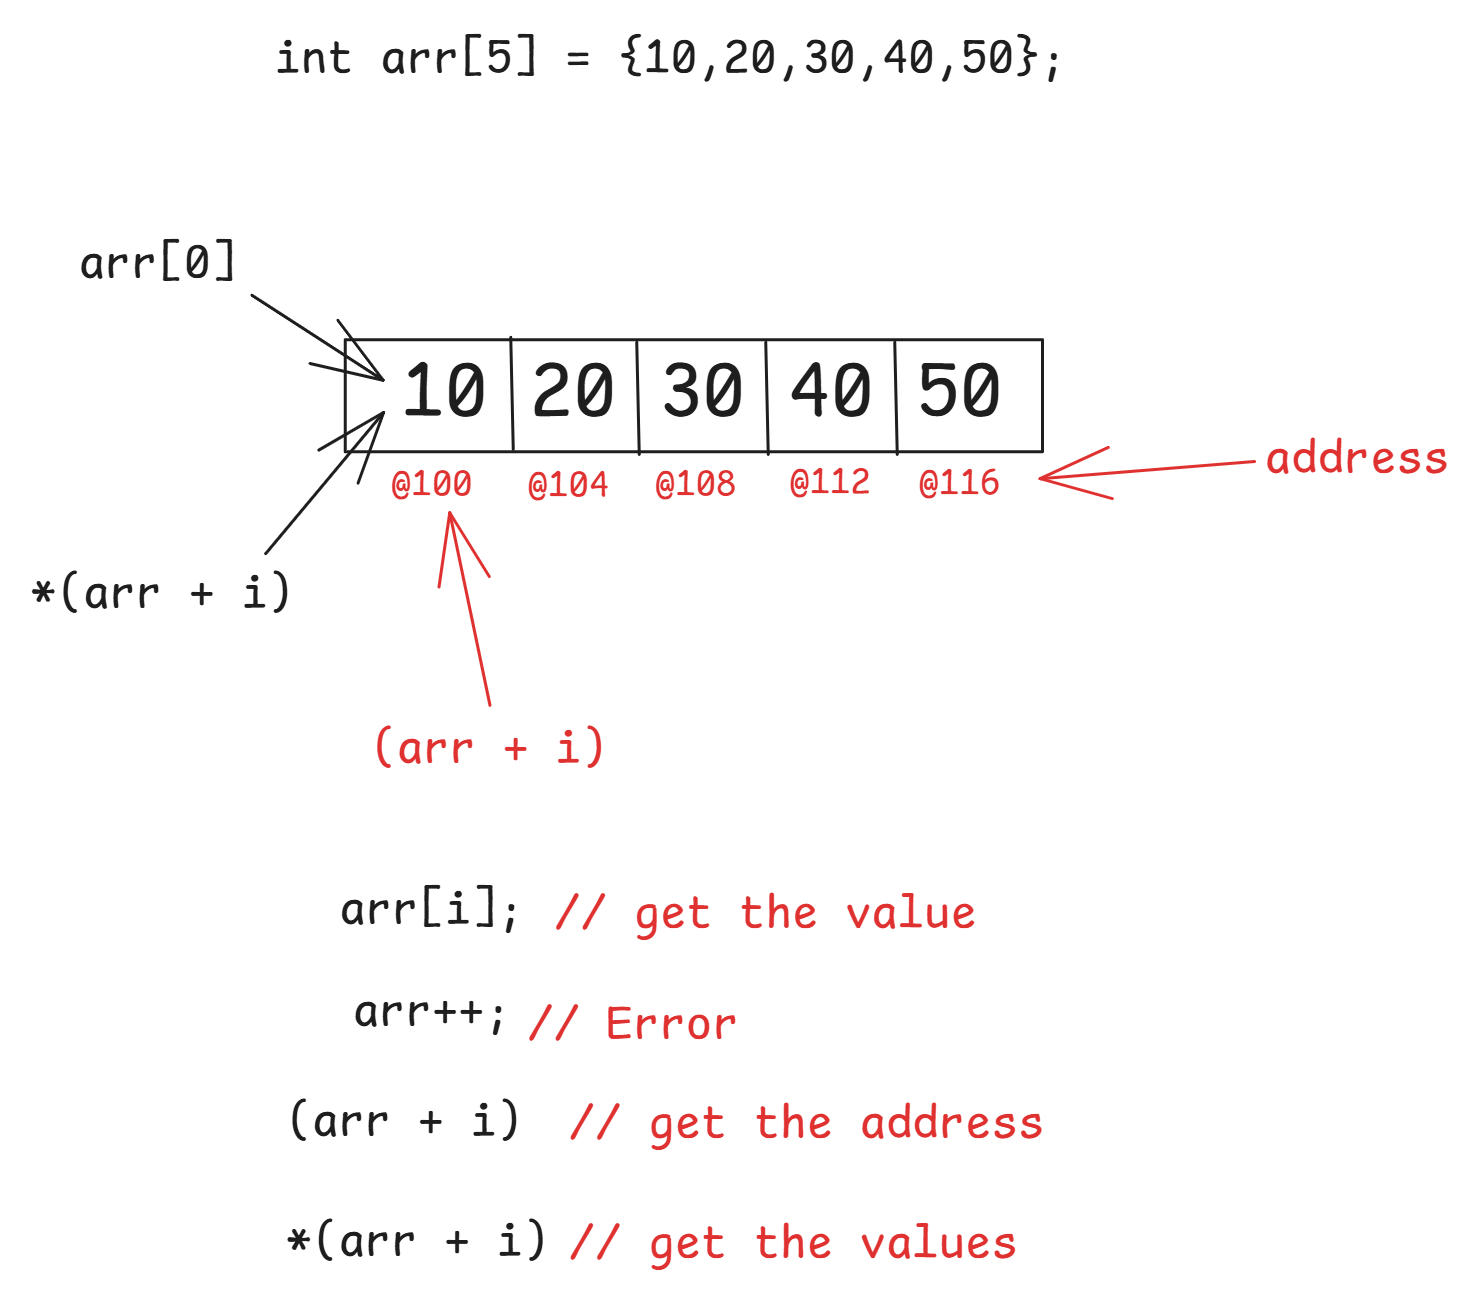 int arr[5] = {10,20,30,40,50};
arr[0]
10 20 30 40 50
@100 @104 @108 @112 @116
address
*(arr + i)
(arr + i)
arr[i]; // get the value
arr++; // Error
(arr + i) // get the address
*(arr + i) // get the values